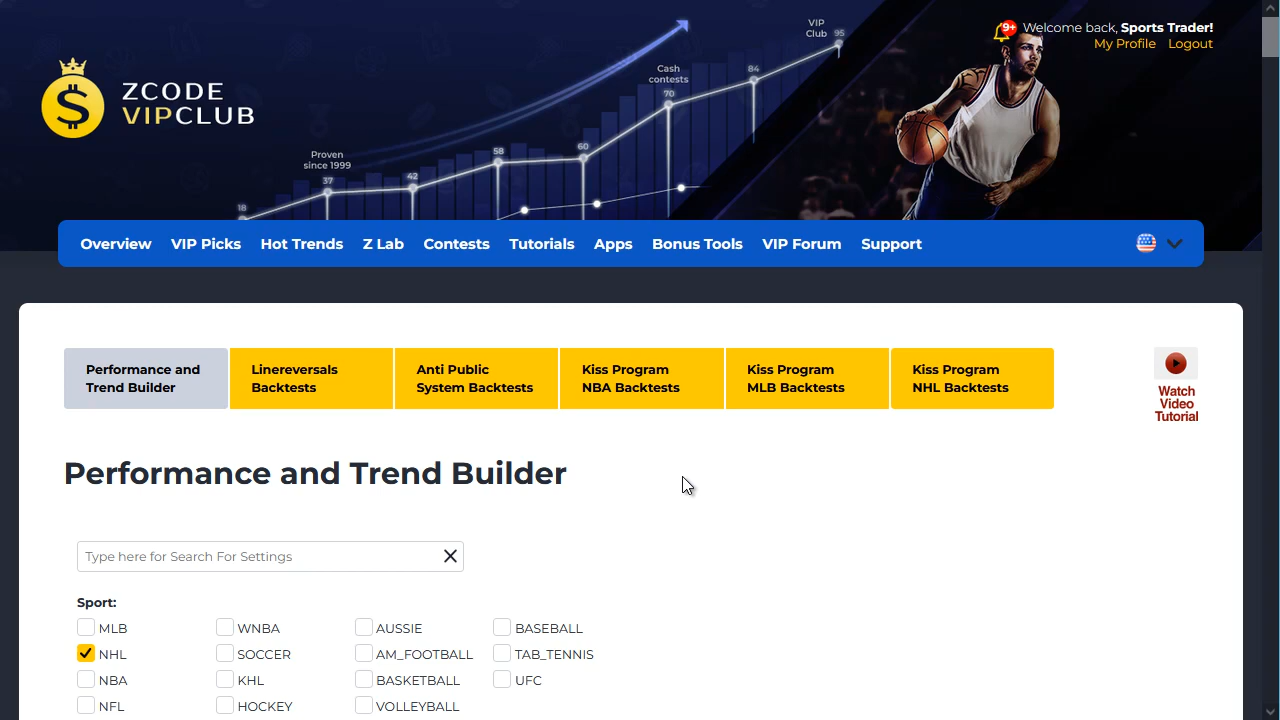 9+ Welcome back, Sports Trader!
My Profile Logout
ZCODE
VIPCLUB
$
Proven
since 1999
Cash
contests
VIP
Club
18
37
42
58
60
70
84
95
Overview VIP Picks Hot Trends Z Lab Contests Tutorials Apps Bonus Tools VIP Forum Support
Performance and
Trend Builder
Linereversals
Backtests
Anti Public
System Backtests
Kiss Program
NBA Backtests
Kiss Program
MLB Backtests
Kiss Program
NHL Backtests
Watch
Video
Tutorial
Performance and Trend Builder
Type here for Search For Settings
Sport:
MLB WNBA AUSSIE BASEBALL
NHL SOCCER AM_FOOTBALL TAB_TENNIS
NBA KHL BASKETBALL UFC
NFL HOCKEY VOLLEYBALL